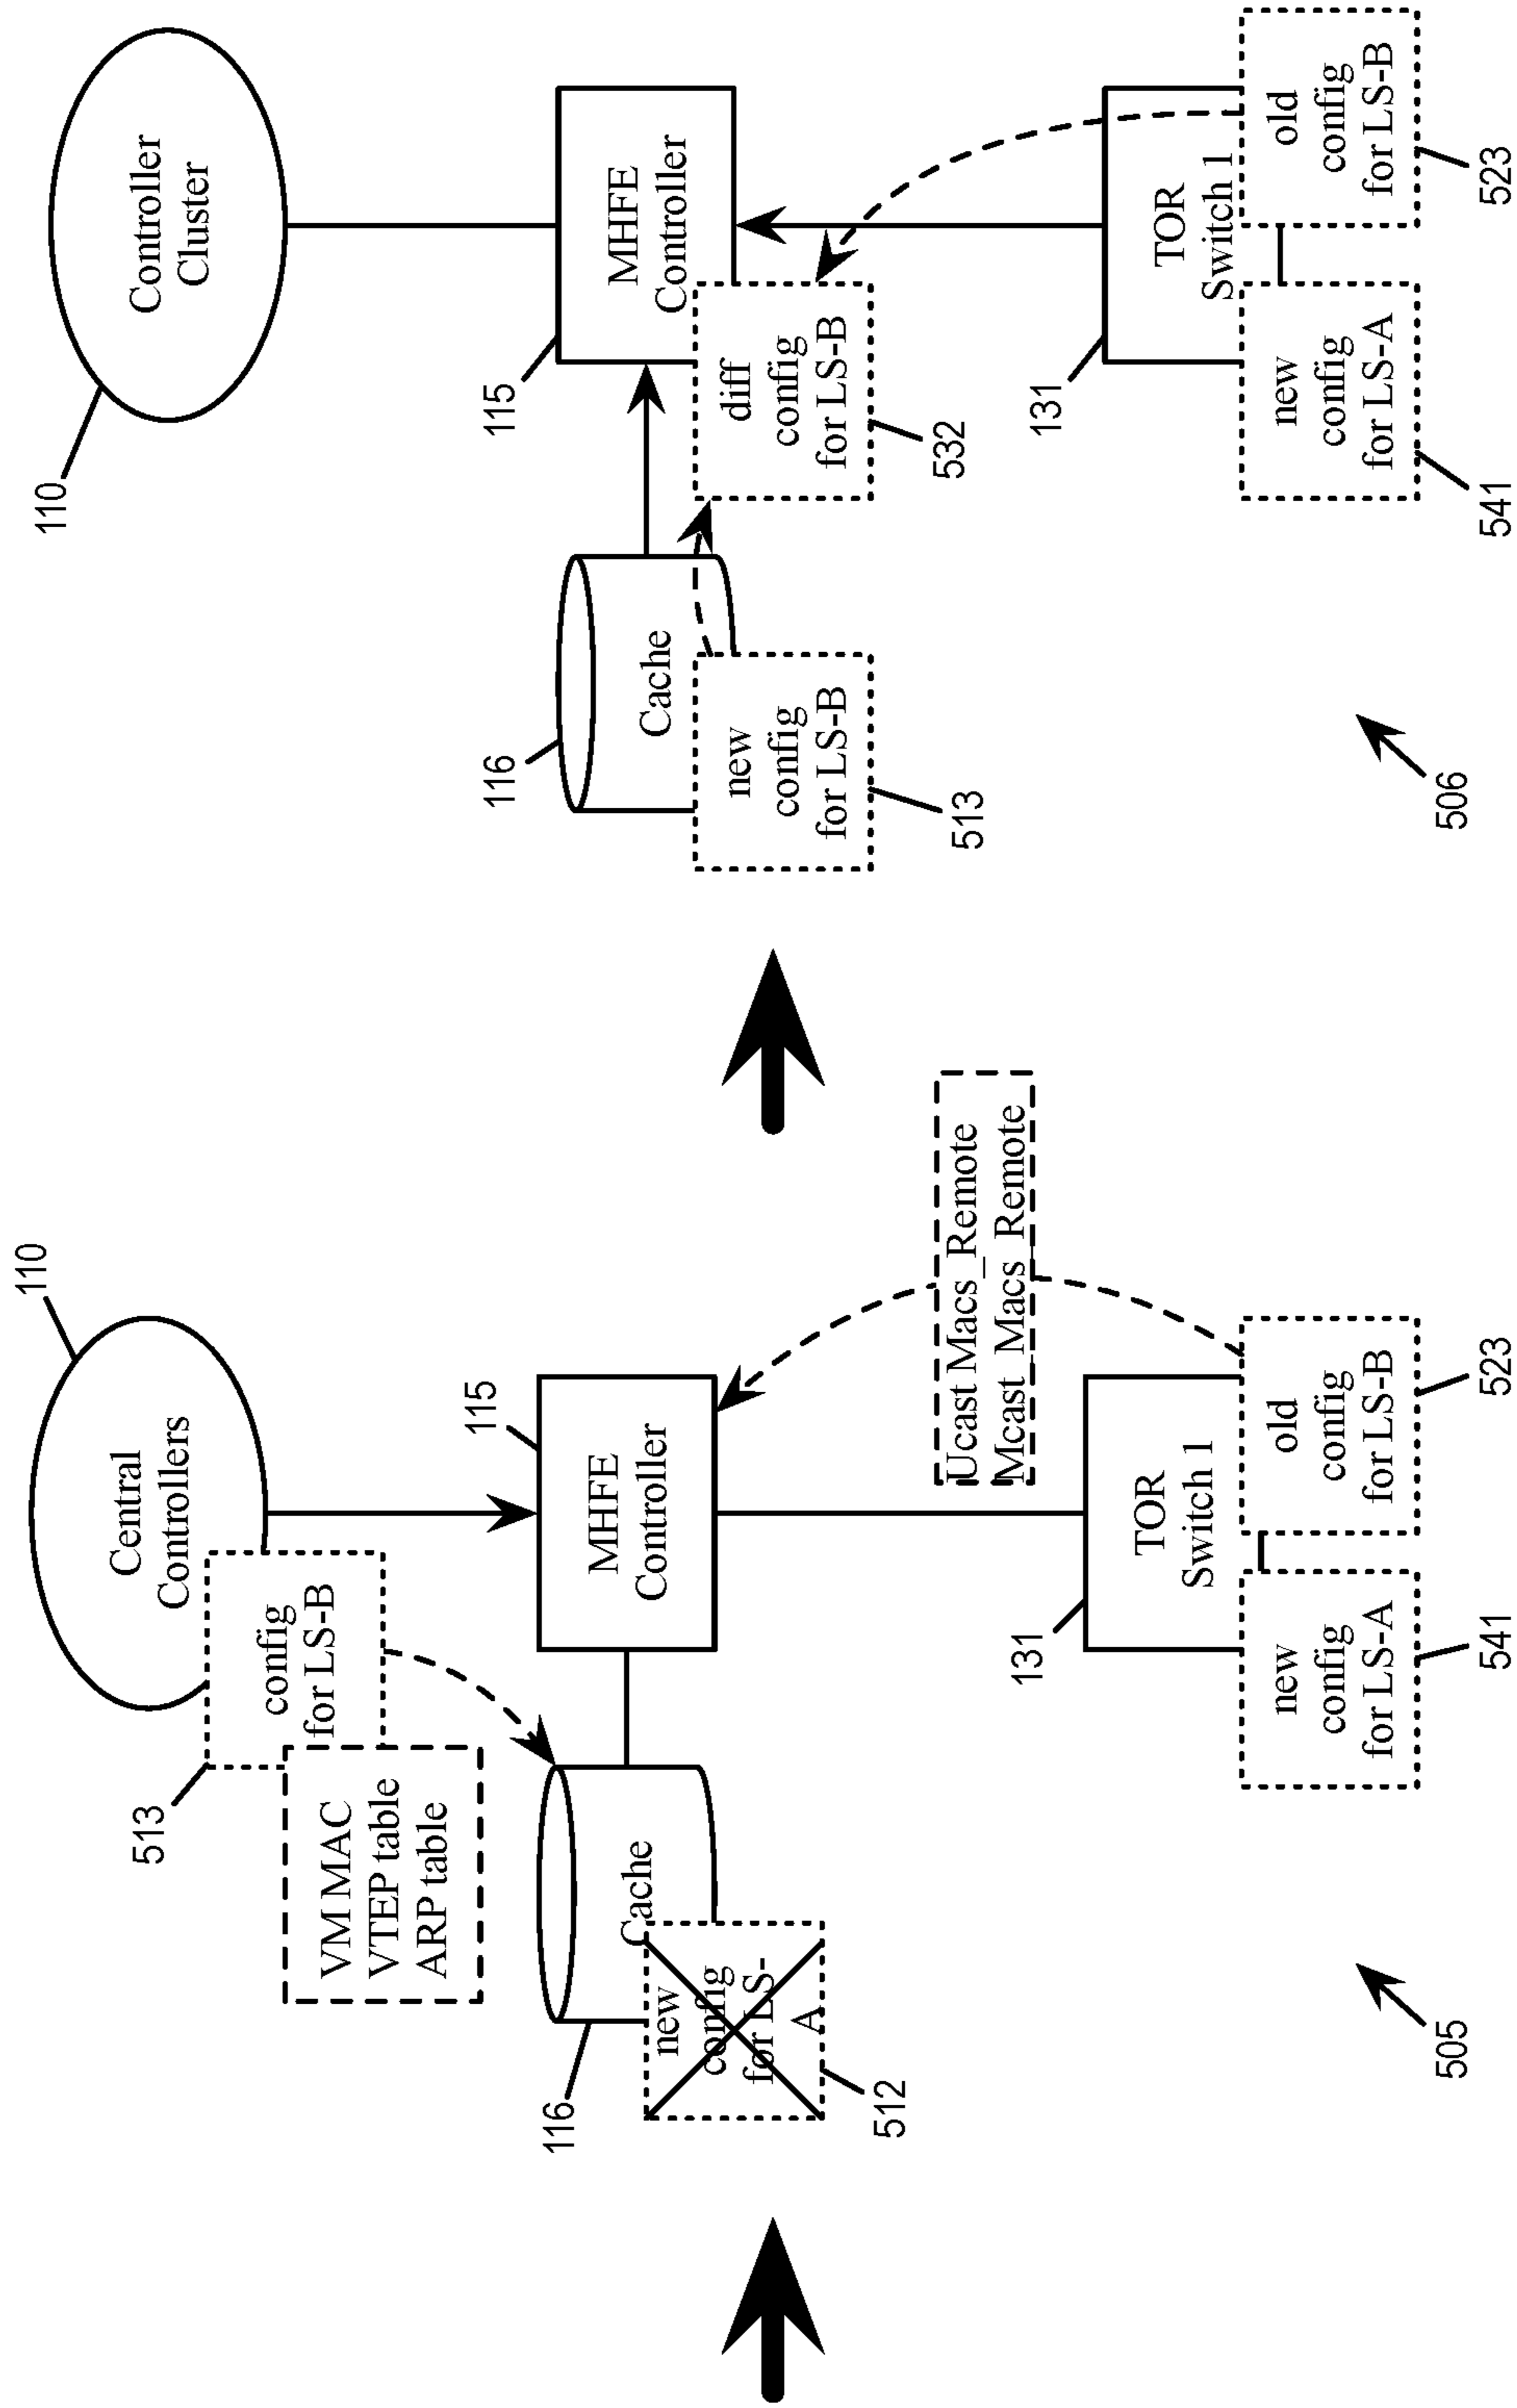 110
Central
Controllers
513
config
for LS-B
VM MAC
VTEP table
ARP table
115
MHFE
Controller
116
Cache
new
config
for LS-
A
512
Ucast Macs_Remote
Mcast_Macs_Remote
131
TOR
Switch 1
new
config
for LS-A
541
old
config
for LS-B
523
505
110
Controller
Cluster
115
MHFE
Controller
116
Cache
new
config
for LS-B
513
diff
config
for LS-B
532
131
TOR
Switch 1
new
config
for LS-A
541
old
config
for LS-B
523
506